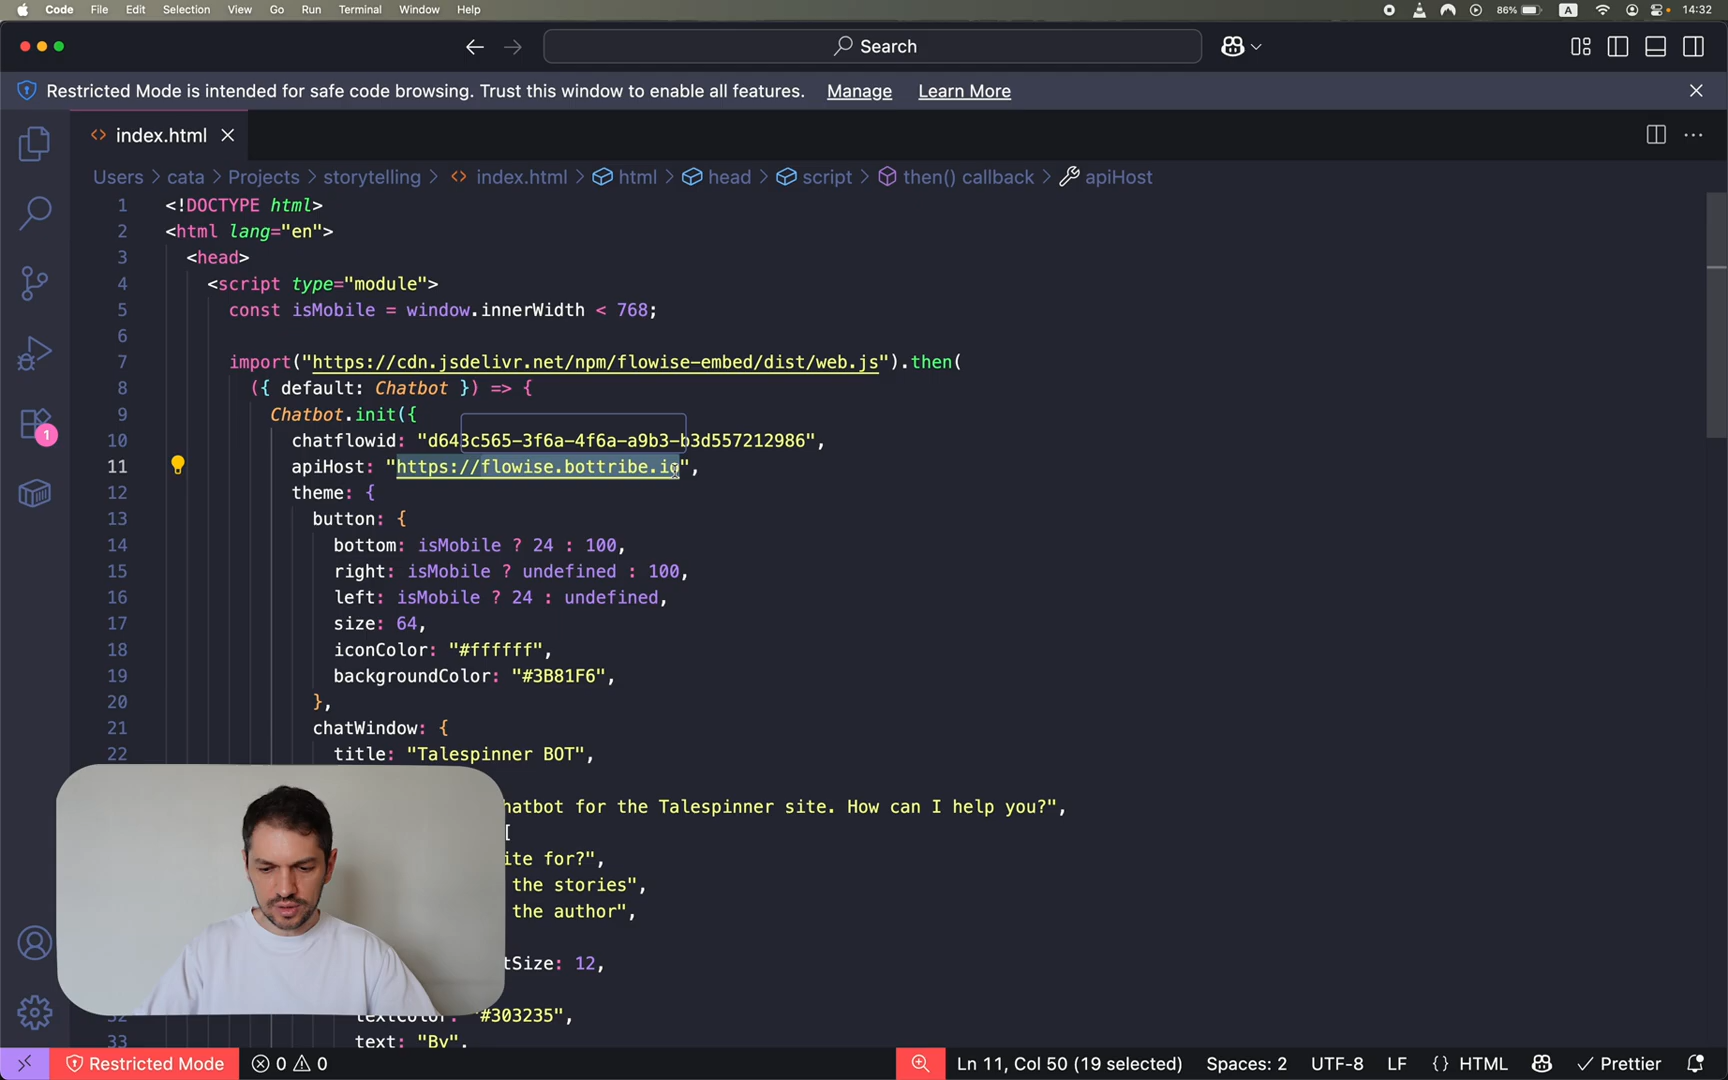 Code File Edit Selection View Go Run Terminal Window Help 86% A 14:32
Search
Restricted Mode is intended for safe code browsing. Trust this window to enable all features. Manage Learn More
index.html
Users > cata > Projects > storytelling > index.html > html > head > script > then() callback > apiHost
1 <!DOCTYPE html>
2 <html lang="en">
3 <head>
4 <script type="module">
5 const isMobile = window.innerWidth < 768;
6
7 import("https://cdn.jsdelivr.net/npm/flowise-embed/dist/web.js").then(
8 ({ default: Chatbot }) => {
9 Chatbot.init({
10 chatflowid: "d643c565-3f6a-4f6a-a9b3-b3d557212986",
11 apiHost: "https://flowise.bottribe.io",
12 theme: {
13 button: {
14 bottom: isMobile ? 24 : 100,
15 right: isMobile ? undefined : 100,
16 left: isMobile ? 24 : undefined,
17 size: 64,
18 iconColor: "#ffffff",
19 backgroundColor: "#3B81F6",
20 },
21 chatWindow: {
22 title: "Talespinner BOT",
hatbot for the Talespinner site. How can I help you?",
[
ite for?",
the stories",
the author",
tSize: 12,
textColor: "#303235",
33 text: "By",
1
Restricted Mode 0 0 Ln 11, Col 50 (19 selected) Spaces: 2 UTF-8 LF {} HTML Prettier